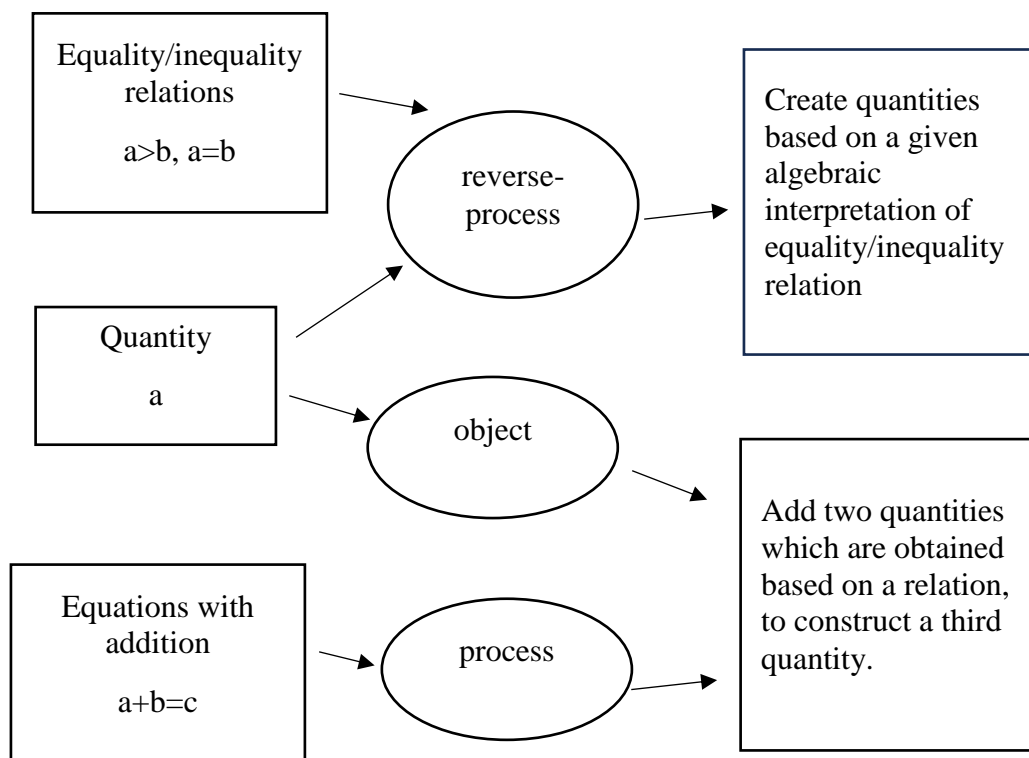 Equality/inequality
relations
a>b, a=b
reverse-
process
Create quantities
based on a given
algebraic
interpretation of
equality/inequality
relation
Quantity
a
object
Equations with
addition
a+b=c
process
Add two quantities
which are obtained
based on a relation,
to construct a third
quantity.